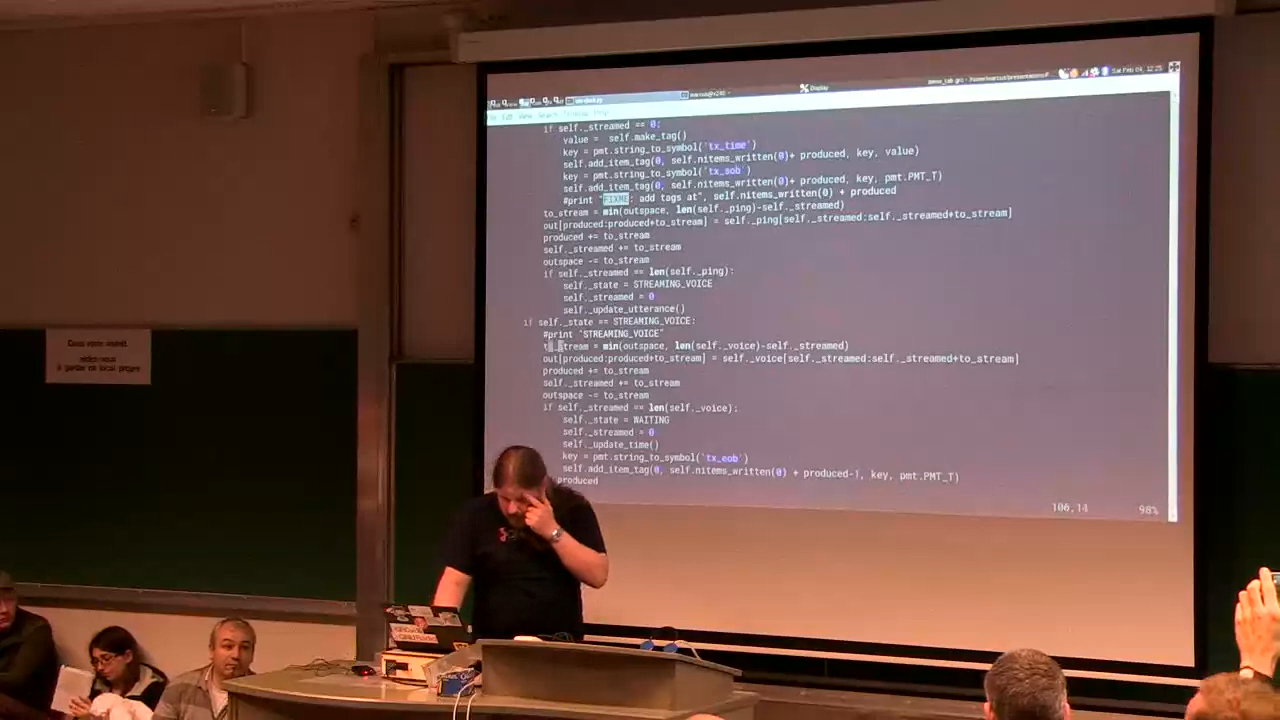 Display
Sat Feb 04, 12:25
if self._streamed == 0:
value = self.make_tag()
key = pmt.string_to_symbol('tx_time')
self.add_item_tag(0, self.nitems_written(0)+ produced, key, value)
key = pmt.string_to_symbol('tx_sob')
self.add_item_tag(0, self.nitems_written(0)+ produced, key, pmt.PMT_T)
#print "FIXME: add tags at", self.nitems_written(0) + produced
to_stream = min(outspace, len(self._ping)-self._streamed)
out[produced:produced+to_stream] = self._ping[self._streamed:self._streamed+to_stream]
produced += to_stream
self._streamed += to_stream
outspace -= to_stream
if self._streamed == len(self._ping):
self._state = STREAMING_VOICE
self._streamed = 0
self._update_utterance()
if self._state == STREAMING_VOICE:
#print "STREAMING_VOICE"
to_stream = min(outspace, len(self._voice)-self._streamed)
out[produced:produced+to_stream] = self._voice[self._streamed:self._streamed+to_stream]
produced += to_stream
self._streamed += to_stream
outspace -= to_stream
if self._streamed == len(self._voice):
self._state = WAITING
self._streamed = 0
self._update_time()
key = pmt.string_to_symbol('tx_eob')
self.add_item_tag(0, self.nitems_written(0) + produced-1, key, pmt.PMT_T)
produced
106,14
98%